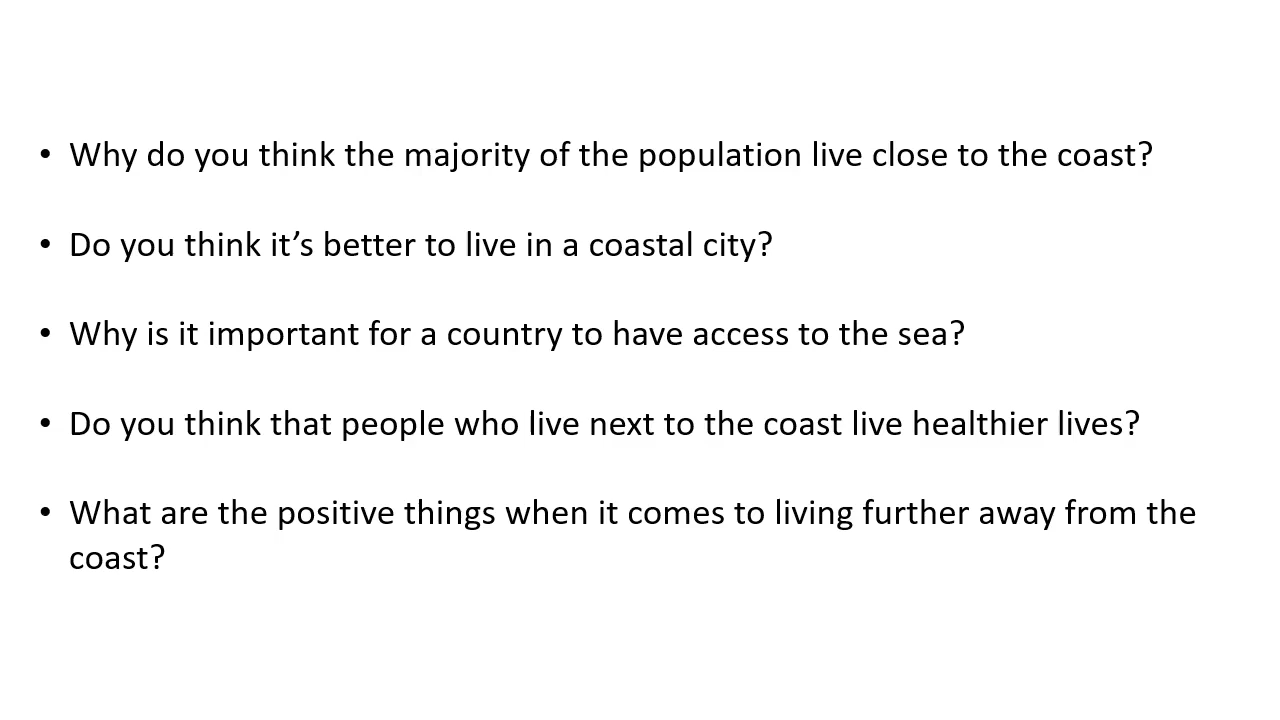 • Why do you think the majority of the population live close to the coast?
• Do you think it’s better to live in a coastal city?
• Why is it important for a country to have access to the sea?
• Do you think that people who live next to the coast live healthier lives?
• What are the positive things when it comes to living further away from the
coast?